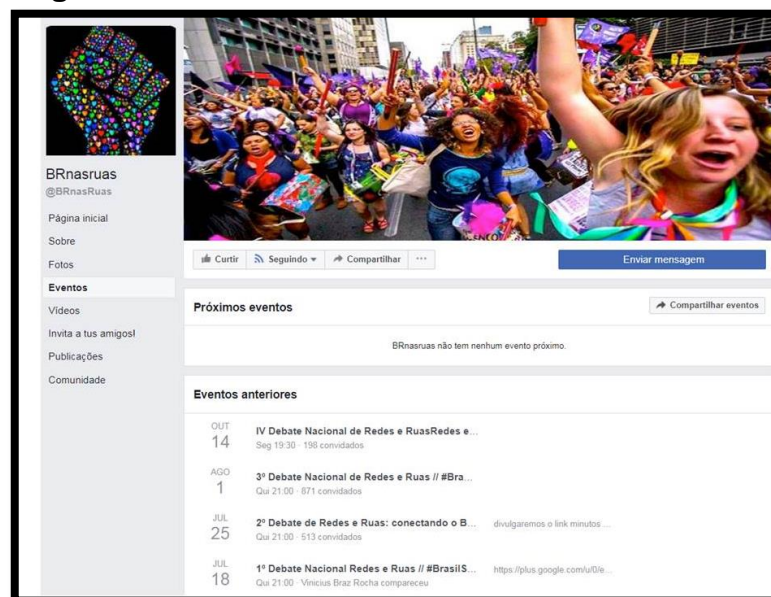 BRnasruas
@BRnasRuas
Página inicial
Sobre
Fotos
Eventos
Vídeos
Invita a tus amigos!
Publicações
Comunidade
Curtir Seguindo Compartilhar ...
Enviar mensagem
Próximos eventos
Compartilhar eventos
BRnasruas não tem nenhum evento próximo.
Eventos anteriores
OUT
14
IV Debate Nacional de Redes e RuasRedes e...
Seg 19:30 · 198 convidados
AGO
1
3º Debate Nacional de Redes e Ruas // #Bra...
Qui 21:00 · 871 convidados
JUL
25
2º Debate de Redes e Ruas: conectando o B...
divulgaremos o link minutos ...
Qui 21:00 · 513 convidados
JUL
18
1º Debate Nacional Redes e Ruas // #BrasilS...
https://plus.google.com/u/0/e...
Qui 21:00 · Vinicius Braz Rocha compareceu